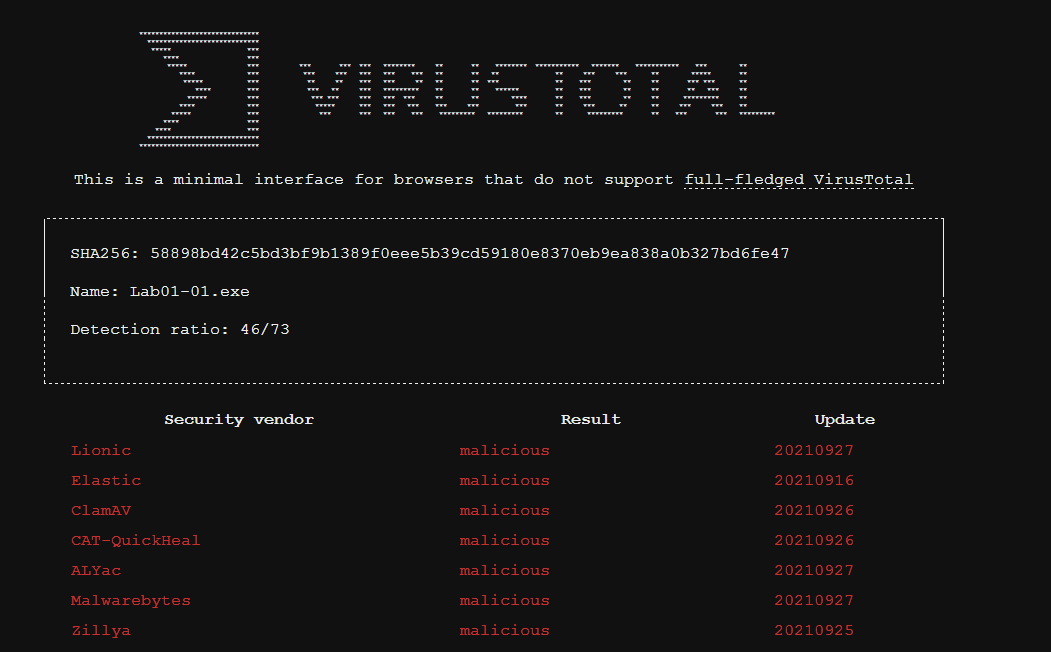 VIRUSTOTAL
This is a minimal interface for browsers that do not support full-fledged VirusTotal
SHA256: 58898bd42c5bd3bf9b1389f0eee5b39cd59180e8370eb9ea838a0b327bd6fe47
Name: Lab01-01.exe
Detection ratio: 46/73
Security vendor Result Update
Lionic malicious 20210927
Elastic malicious 20210916
ClamAV malicious 20210926
CAT-QuickHeal malicious 20210926
ALYac malicious 20210927
Malwarebytes malicious 20210927
Zillya malicious 20210925